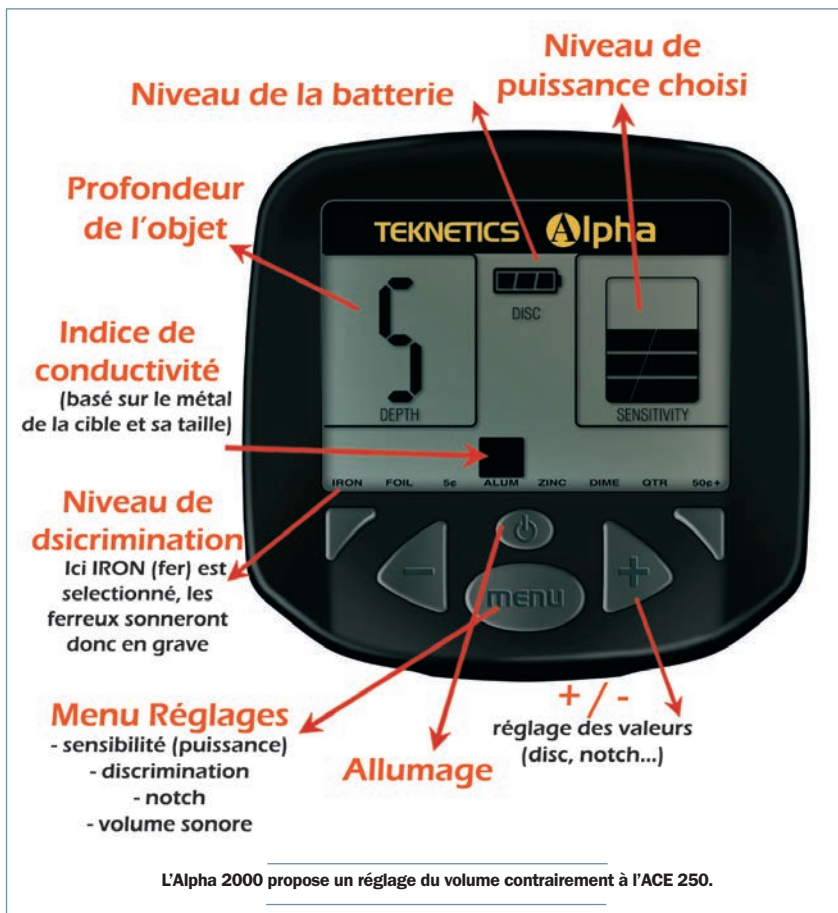 Niveau de
puissance choisi
Niveau de la batterie
Profondeur
de l'objet
TEKNETICS Alpha
5
DEPTH
DISC
SENSITIVITY
Indice de
conductivité
(basé sur le métal
de la cible et sa taille)
IRON FOIL 5¢ ALUM ZINC DIME QTR 50¢+
Niveau de
dsicrimination
Ici IRON (fer) est
selectionné, les
ferreux sonneront
donc en grave
-
menu
+
Menu Réglages
- sensibilité (puissance)
- discrimination
- notch
- volume sonore
Allumage
+ / -
réglage des valeurs
(disc, notch...)
L'Alpha 2000 propose un réglage du volume contrairement à l'ACE 250.